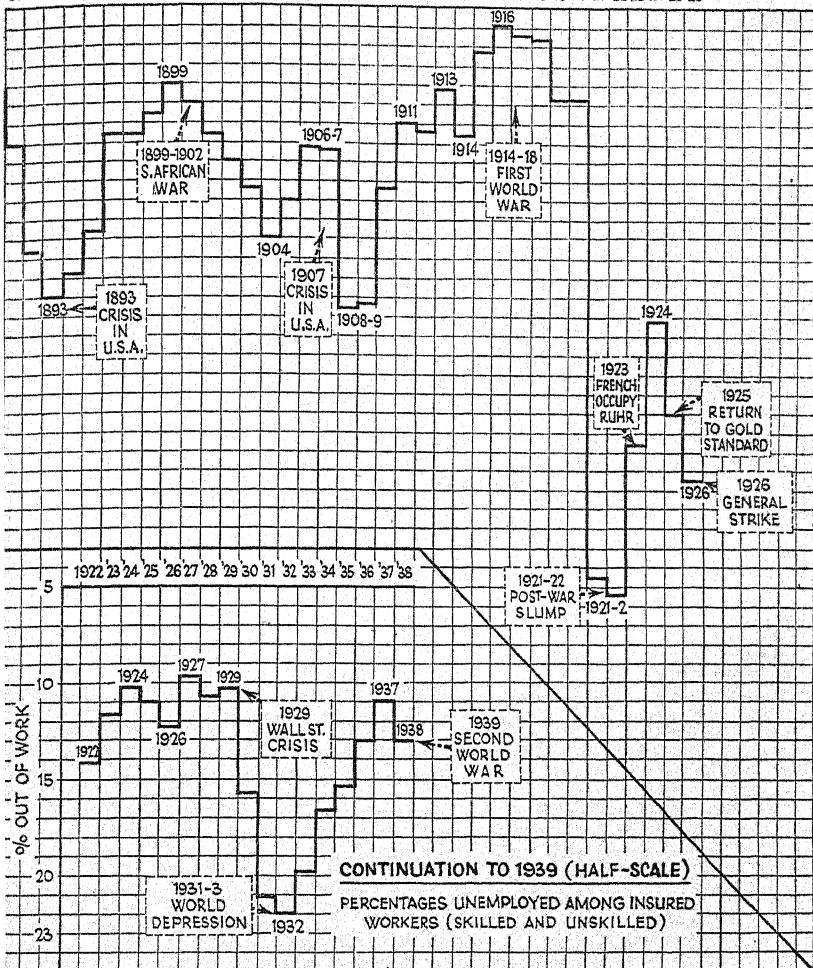 1916
1899
1913
1911
1906-7
1914
1899-1902
S. AFRICAN
WAR
1914-18
FIRST
WORLD
WAR
1904
1907
CRISIS
IN
U.S.A.
1893
1893
CRISIS
IN
U.S.A.
1908-9
1924
1923
FRENCH
OCCUPY
RUHR
1925
RETURN
TO GOLD
STANDARD
1926
1926
GENERAL
STRIKE
1921-22
POST-WAR
SLUMP
1921-2
1922 '23 '24 '25 '26 '27 '28 '29 '30 '31 '32 '33 '34 '35 '36 '37 '38
5
10
15
20
23
% OUT OF WORK
1922
1924
1926
1927
1929
1929
WALL ST.
CRISIS
1937
1938
1939
SECOND
WORLD
WAR
1931-3
WORLD
DEPRESSION
1932
CONTINUATION TO 1939 (HALF-SCALE)
PERCENTAGES UNEMPLOYED AMONG INSURED
WORKERS (SKILLED AND UNSKILLED)